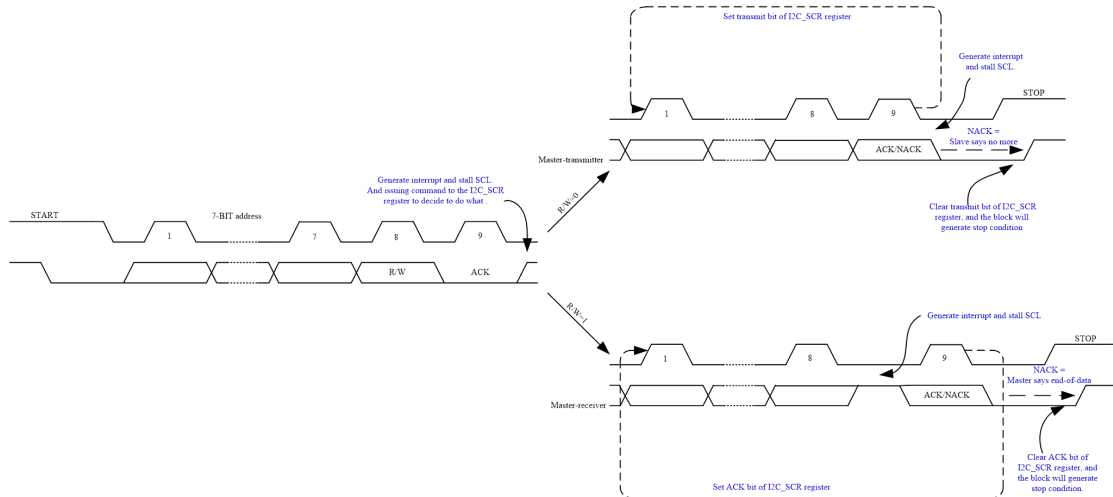 Set transmit bit of I2C_SCR register
Generate interrupt
and stall SCL.
STOP
1
8
9
NACK =
Slave says no more
ACK/NACK
Master-transmitter
Generate interrupt and stall SCL.
And issuing command to the I2C_SCR
register to decide to do what .
R/W=0
Clear transmit bit of I2C_SCR
register, and the block will
generate stop condition
START
7-BIT address
1
7
8
9
R/W
ACK
R/W=1
Generate interrupt and stall SCL
STOP
1
8
9
NACK =
Master says end-of-data
ACK/NACK
Master-receiver
Clear ACK bit of
I2C_SCR register, and
the block will generate
stop condition.
Set ACK bit of I2C_SCR register